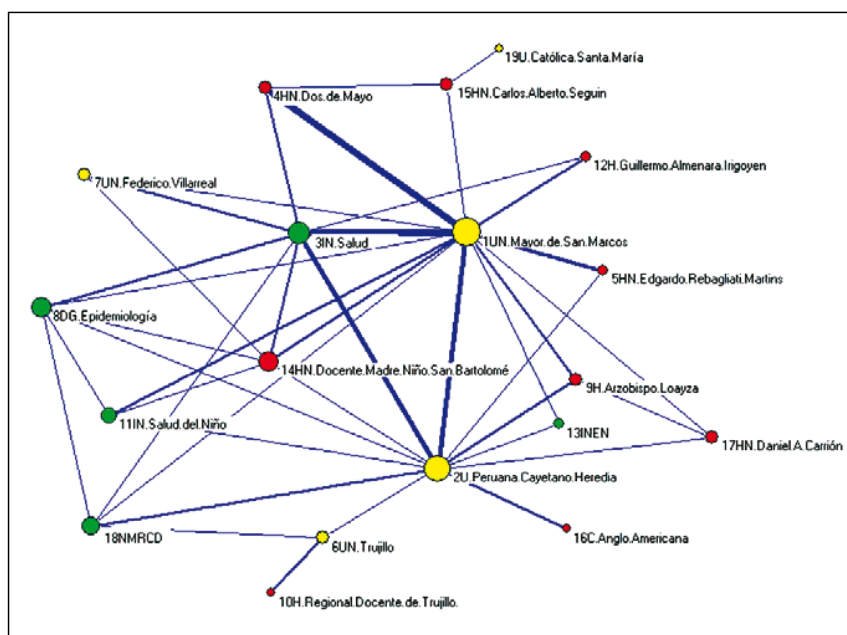 19U.Católica.Santa.María
4HN.Dos.de.Mayo
15HN.Carlos.Alberto.Seguin
12H.Guillermo.Almenara.Irigoyen
7UN.Federico.Villarreal
3IN.Salud
1UN.Mayor.de.San.Marcos
5HN.Edgardo.Rebagliati.Martins
8DG.Epidemiología
14HN.Docente.Madre.Niño.San.Bartolomé
9H.Arzobispo.Loayza
11IN.Salud.del.Niño
13INEN
17HN.Daniel.A.Carrión
2U.Peruana.Cayetano.Heredia
18NMRCD
16C.Anglo.Americana
6UN.Trujillo
10H.Regional.Docente.de.Trujillo.